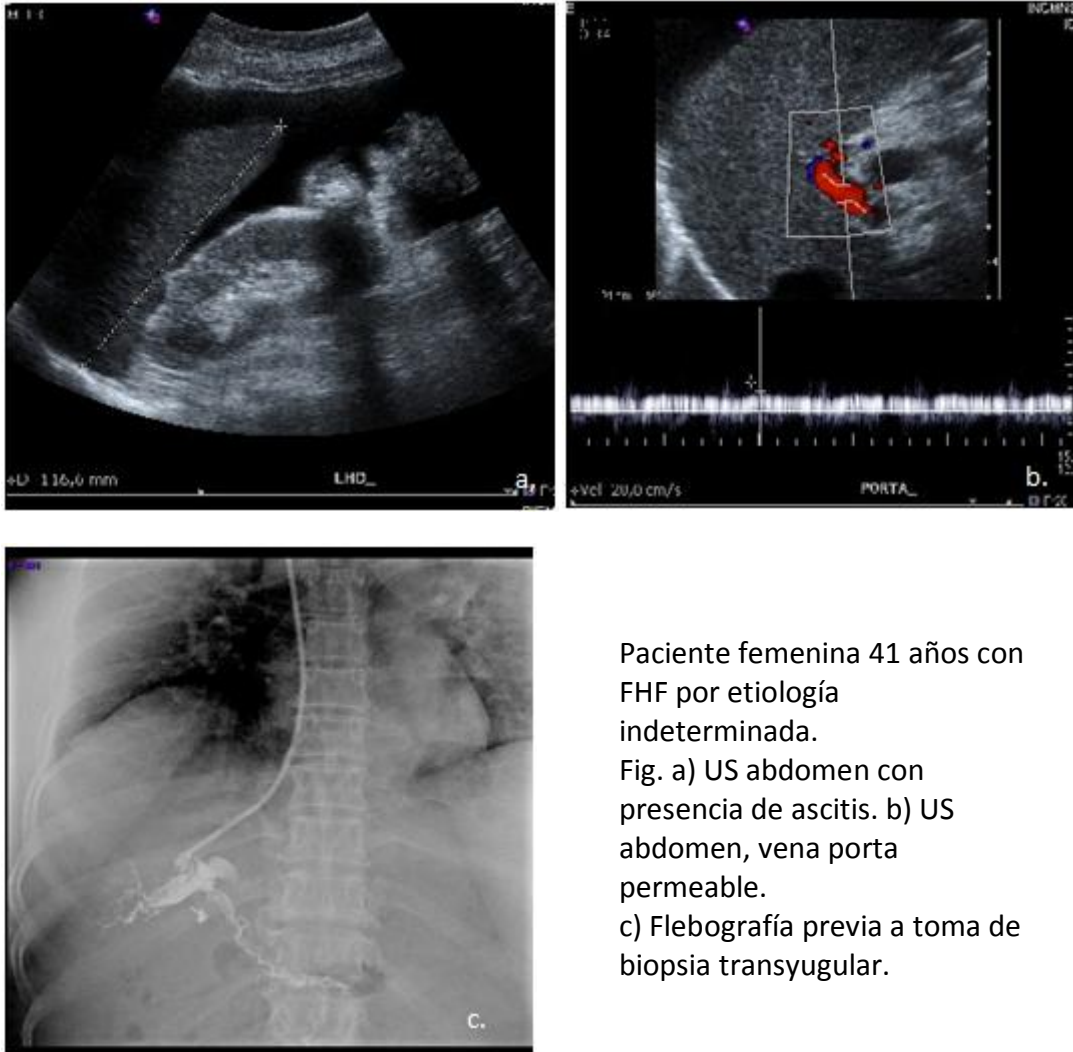 INCMNS
+D 116,0 mm
LHD_
a.
+Vel 20,0 cm/s
PORTA_
b.
c.
Paciente femenina 41 años con
FHF por etiología
indeterminada.
Fig. a) US abdomen con
presencia de ascitis. b) US
abdomen, vena porta
permeable.
c) Flebografía previa a toma de
biopsia transyugular.